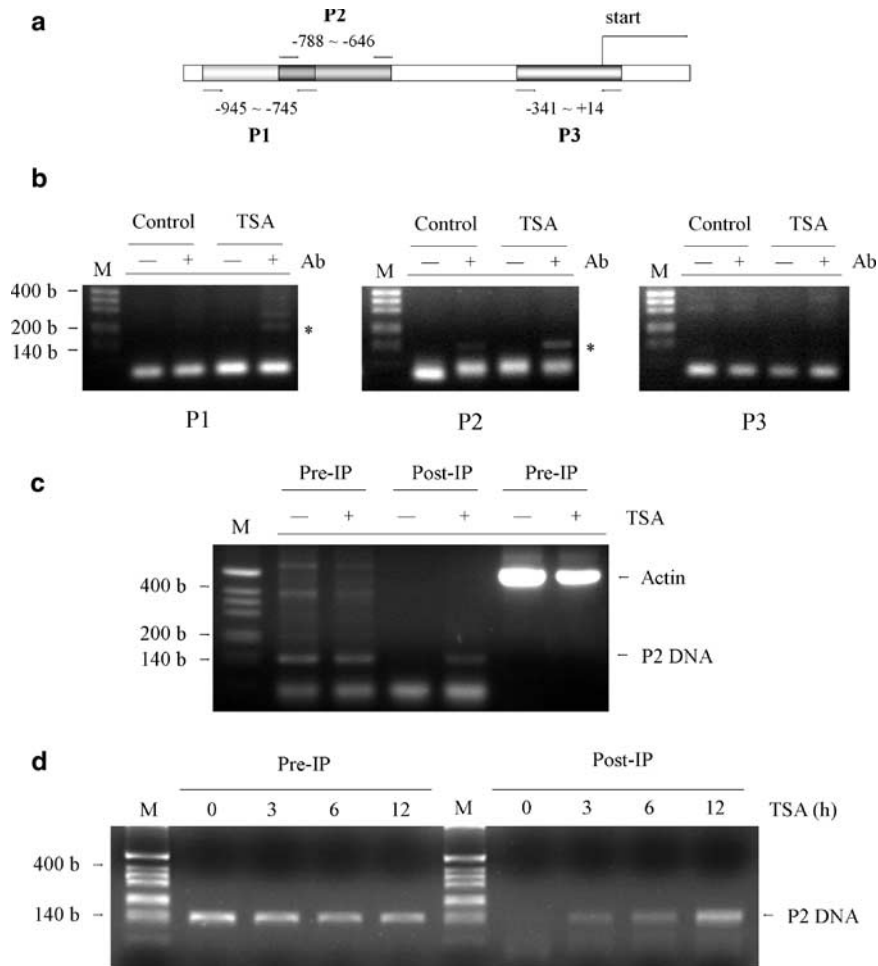 a
P2
-788 ~ -646
start
-945 ~ -745
-341 ~ +14
P1
P3
b
Control TSA
Control TSA
Control TSA
M — + — + Ab
M — + — +
M — + — + Ab
400 b
200 b
140 b
*
*
P1
P2
P3
c
Pre-IP Post-IP Pre-IP
M — + — + — + TSA
400 b
200 b
140 b
Actin
P2 DNA
d
Pre-IP Post-IP
M 0 3 6 12 M 0 3 6 12 TSA (h)
400 b
140 b
P2 DNA